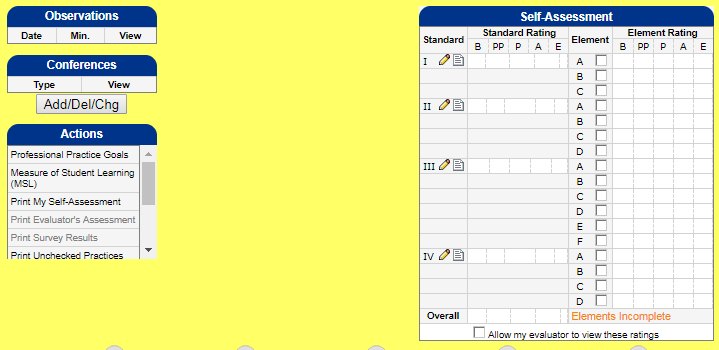 Observations
Date Min. View
Conferences
Type View
Add/Del/Chg
Actions
Professional Practice Goals
Measure of Student Learning
(MSL)
Print My Self-Assessment
Print Evaluator's Assessment
Print Survey Results
Print Unchecked Practices
Self-Assessment
Standard Standard Rating Element Element Rating
B PP P A E B PP P A E
I A
B
C
II A
B
C
D
III A
B
C
D
E
F
IV A
B
C
D
Overall Elements Incomplete
Allow my evaluator to view these ratings